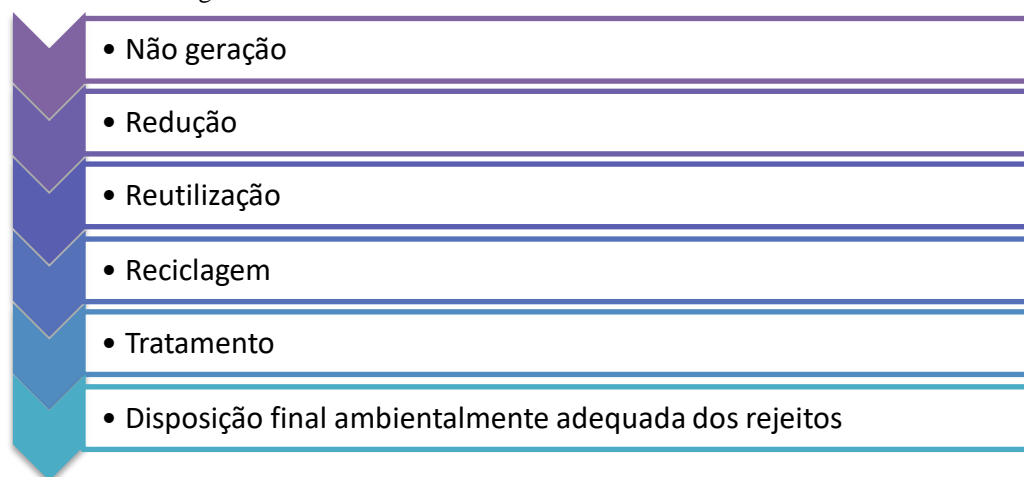 • Não geração
• Redução
• Reutilização
• Reciclagem
• Tratamento
• Disposição final ambientalmente adequada dos rejeitos